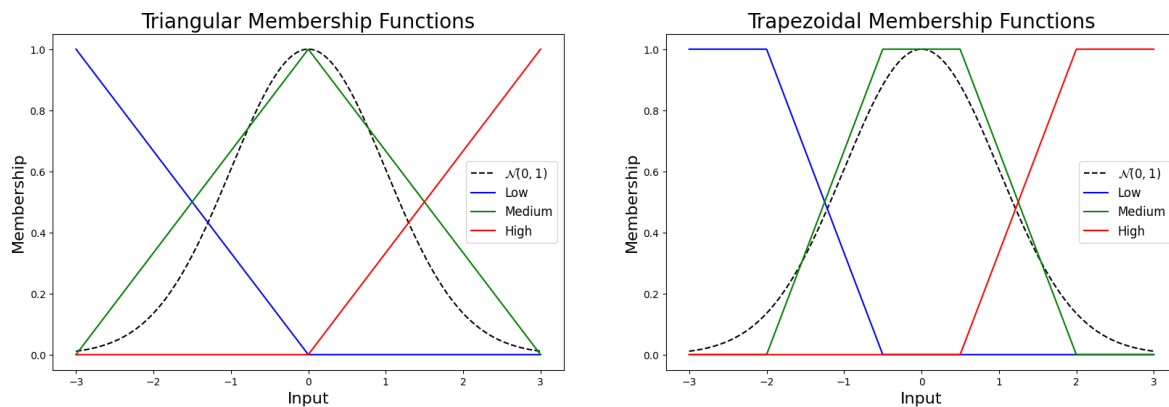 Triangular Membership Functions
Membership
1.0
0.8
0.6
0.4
0.2
0.0
𝒩(0, 1)
Low
Medium
High
−3 −2 −1 0 1 2 3
Input
Trapezoidal Membership Functions
Membership
1.0
0.8
0.6
0.4
0.2
0.0
𝒩(0, 1)
Low
Medium
High
−3 −2 −1 0 1 2 3
Input